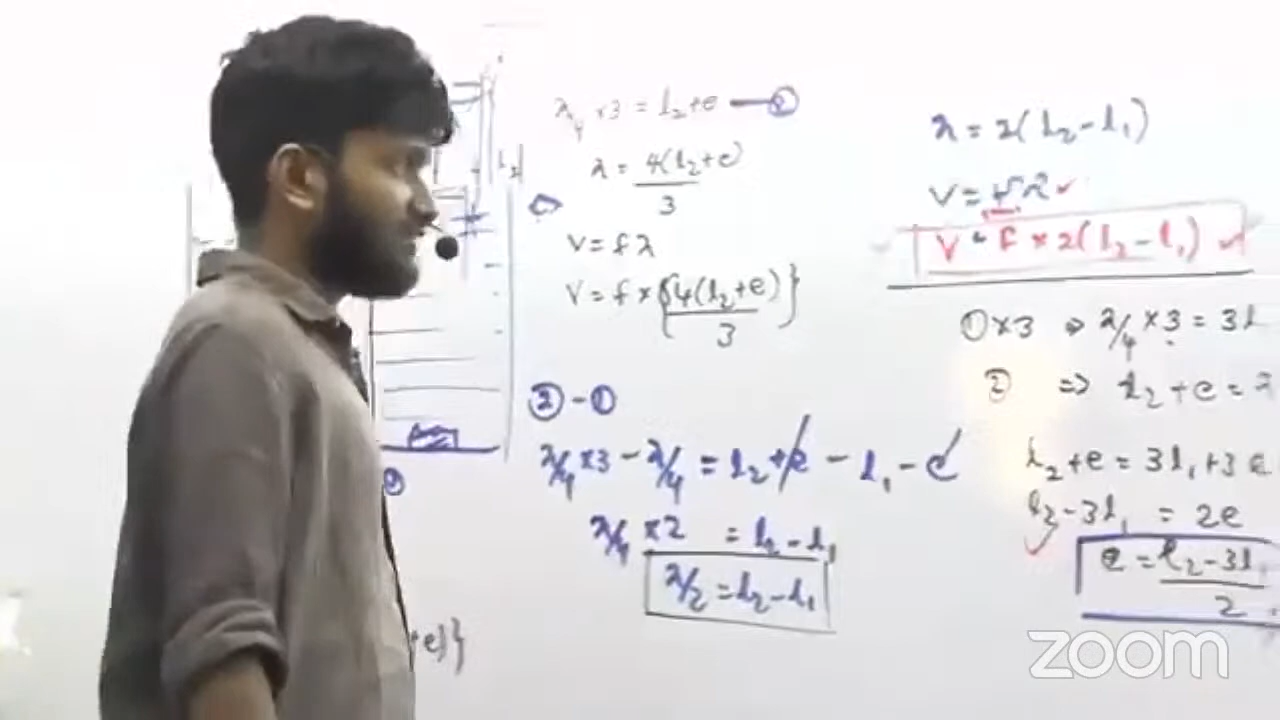 λ/4 ×3 = l₂+e — ②
λ = 4(l₂+e)/3
V = fλ
V = f × {4(l₂+e)/3}
② - ①
λ/4 ×3 - λ/4 = l₂+e - l₁ - e
λ/4 ×2 = l₂-l₁
λ/2 = l₂-l₁
②
+e)}
λ = 2(l₂-l₁)
V = fλ ✓
V = f × 2(l₂-l₁) ✓
①×3 ⇒ λ/4 ×3 = 3l
② ⇒ l₂+e =
l₂+e = 3l₁+3e
l₂-3l₁ = 2e
e = l₂-3l₁/2
zoom